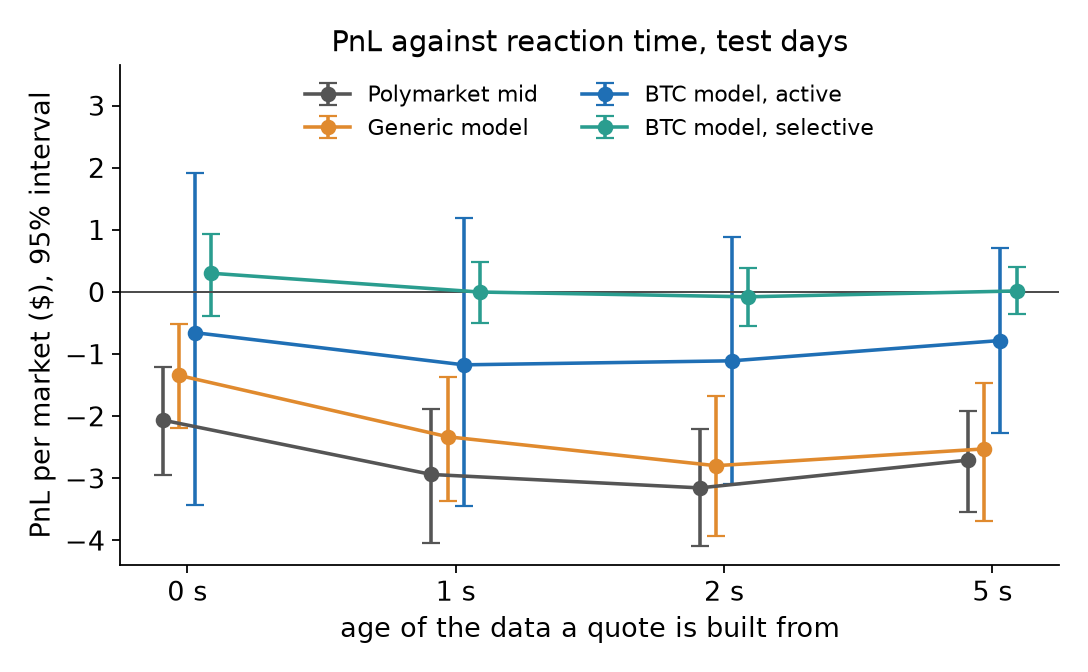 PnL against reaction time, test days
Polymarket mid
Generic model
BTC model, active
BTC model, selective
PnL per market ($), 95% interval
3
2
1
0
−1
−2
−3
−4
0 s
1 s
2 s
5 s
age of the data a quote is built from